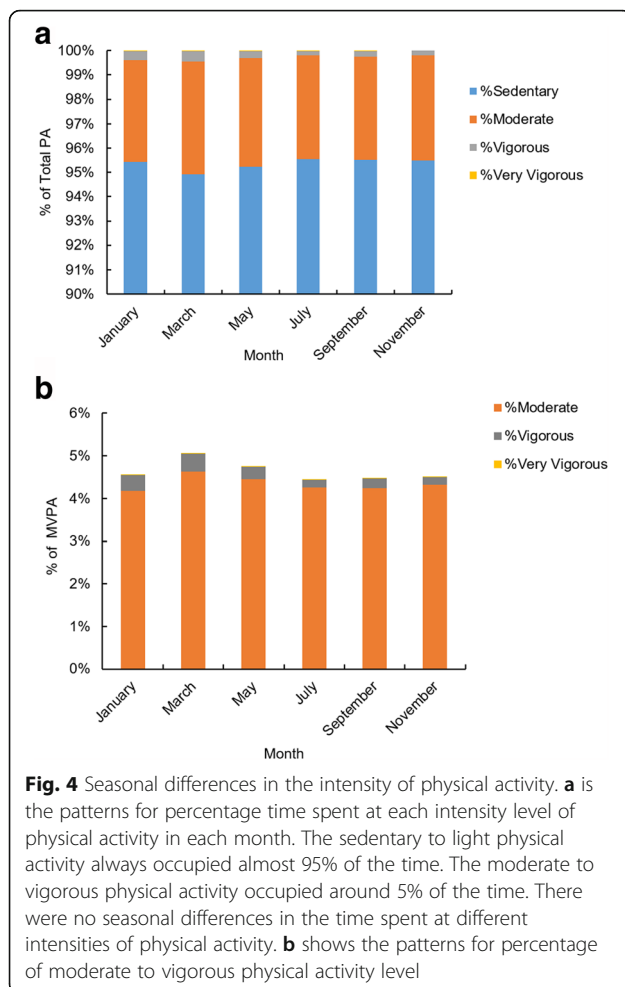 a
100%
99%
98%
97%
96%
95%
94%
93%
92%
91%
90%
% of Total PA
January
March
May
July
September
November
Month
%Sedentary
%Moderate
%Vigorous
%Very Vigorous
b
6%
5%
4%
3%
2%
1%
0%
% of MVPA
January
March
May
July
September
November
Month
%Moderate
%Vigorous
%Very Vigorous
Fig. 4 Seasonal differences in the intensity of physical activity. a is
the patterns for percentage time spent at each intensity level of
physical activity in each month. The sedentary to light physical
activity always occupied almost 95% of the time. The moderate to
vigorous physical activity occupied around 5% of the time. There
were no seasonal differences in the time spent at different
intensities of physical activity. b shows the patterns for percentage
of moderate to vigorous physical activity level